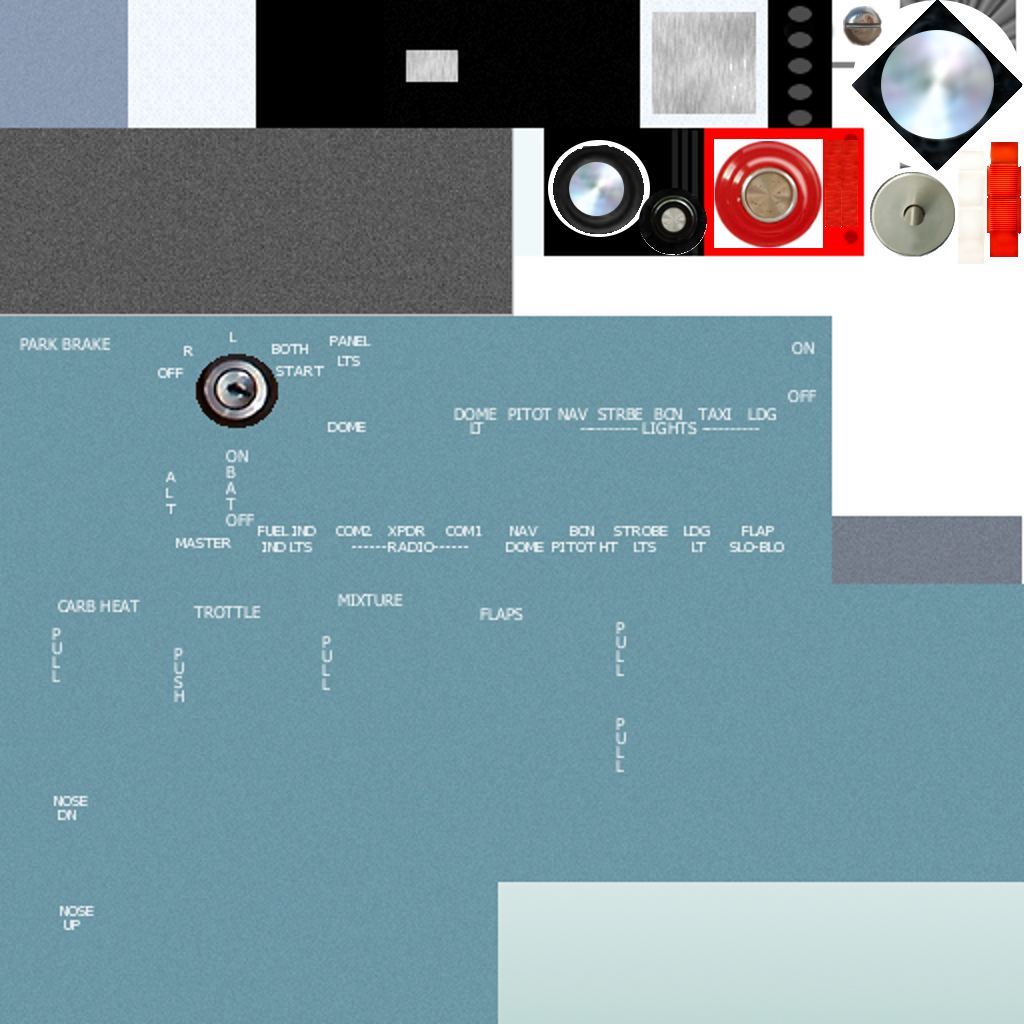 PARK BRAKE
L
R
BOTH
PANEL
LTS
ON
OFF
START
OFF
DOME PITOT NAV STRBE BCN TAXI LDG
LT --------- LIGHTS ---------
DOME
ON
BAT
OFF
ALT
MASTER
FUEL IND COM2 XPDR COM1 NAV BCN STROBE LDG FLAP
IND LTS ------RADIO------ DOME PITOT HT LTS LT SLO-BLO
CARB HEAT
TROTTLE
MIXTURE
FLAPS
PULL
PUSH
PULL
PULL
PULL
NOSE
DN
NOSE
UP